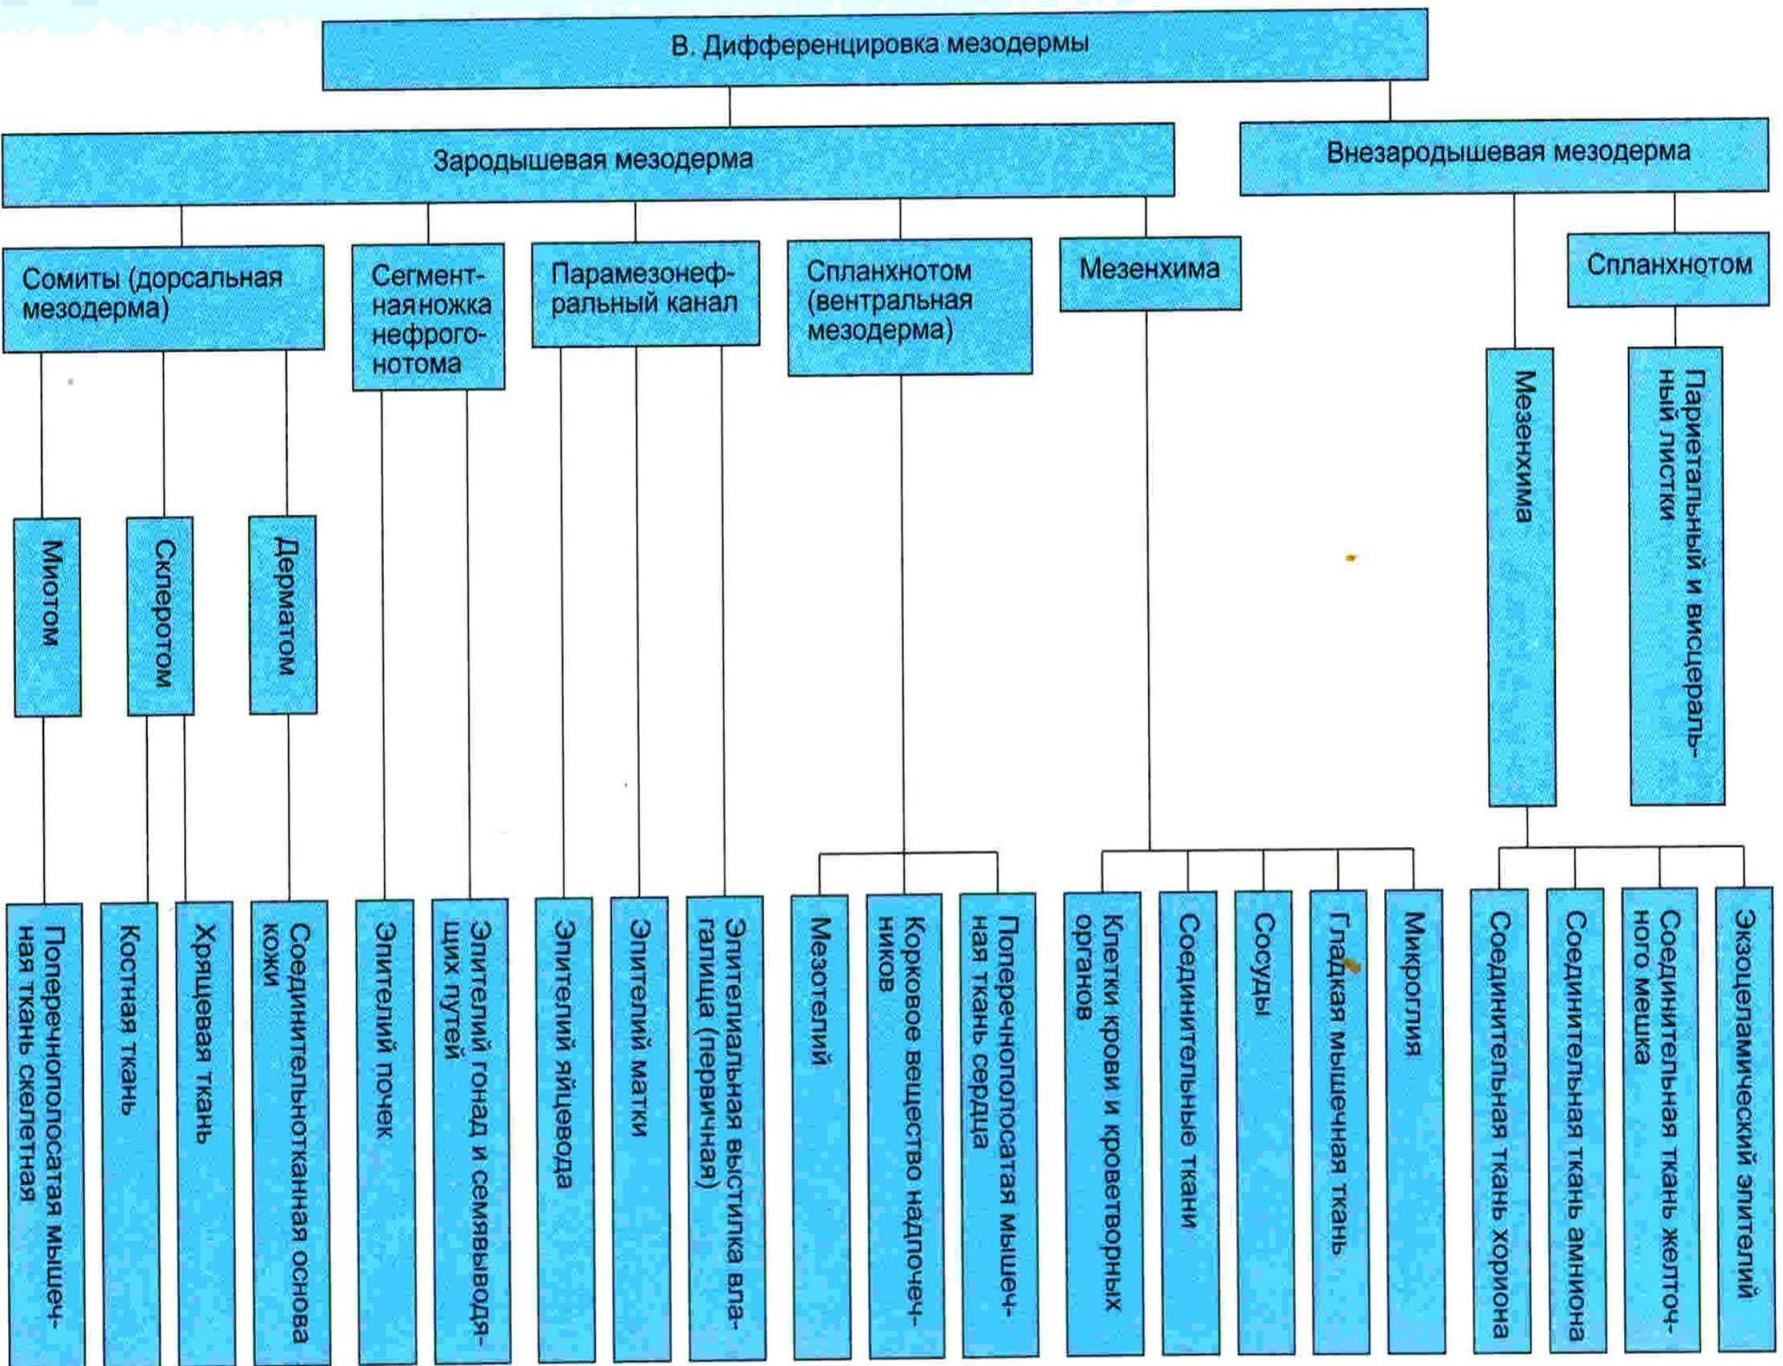 В. Дифференцировка мезодермы
Зародышевая мезодерма
Внезародышевая мезодерма
Сомиты (дорсальная
мезодерма)
Сегмент-
ная ножка
нефрого-
нотома
Парамезонеф-
ральный канал
Спланхнотом
(вентральная
мезодерма)
Мезенхима
Спланхнотом
Миотом
Склеротом
Дерматом
Мезенхима
Париетальный и висцераль-
ный листки
Поперечнополосатая мышеч-
ная ткань скелетная
Костная ткань
Хрящевая ткань
Соединительнотканная основа
кожи
Эпителий почек
Эпителий гонад и семявыводя-
щих путей
Эпителий яйцевода
Эпителий матки
Эпителиальная выстилка вла-
галища (первичная)
Мезотелий
Корковое вещество надпочеч-
ников
Поперечнополосатая мышеч-
ная ткань сердца
Клетки крови и кроветворных
органов
Соединительные ткани
Сосуды
Гладкая мышечная ткань
Микроглия
Соединительная ткань хориона
Соединительная ткань амниона
Соединительная ткань желточ-
ного мешка
Экзоцеламический эпителий